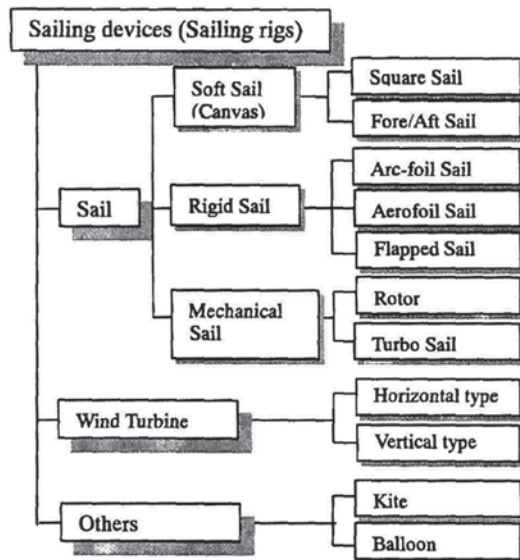 Sailing devices (Sailing rigs)
Soft Sail
(Canvas)
Square Sail
Fore/Aft Sail
Sail
Rigid Sail
Arc-foil Sail
Aerofoil Sail
Flapped Sail
Mechanical
Sail
Rotor
Turbo Sail
Wind Turbine
Horizontal type
Vertical type
Others
Kite
Balloon